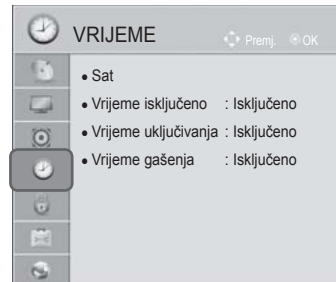 VRIJEME
Premj. OK
• Sat
• Vrijeme isključeno : Isključeno
• Vrijeme uključivanja : Isključeno
• Vrijeme gašenja : Isključeno